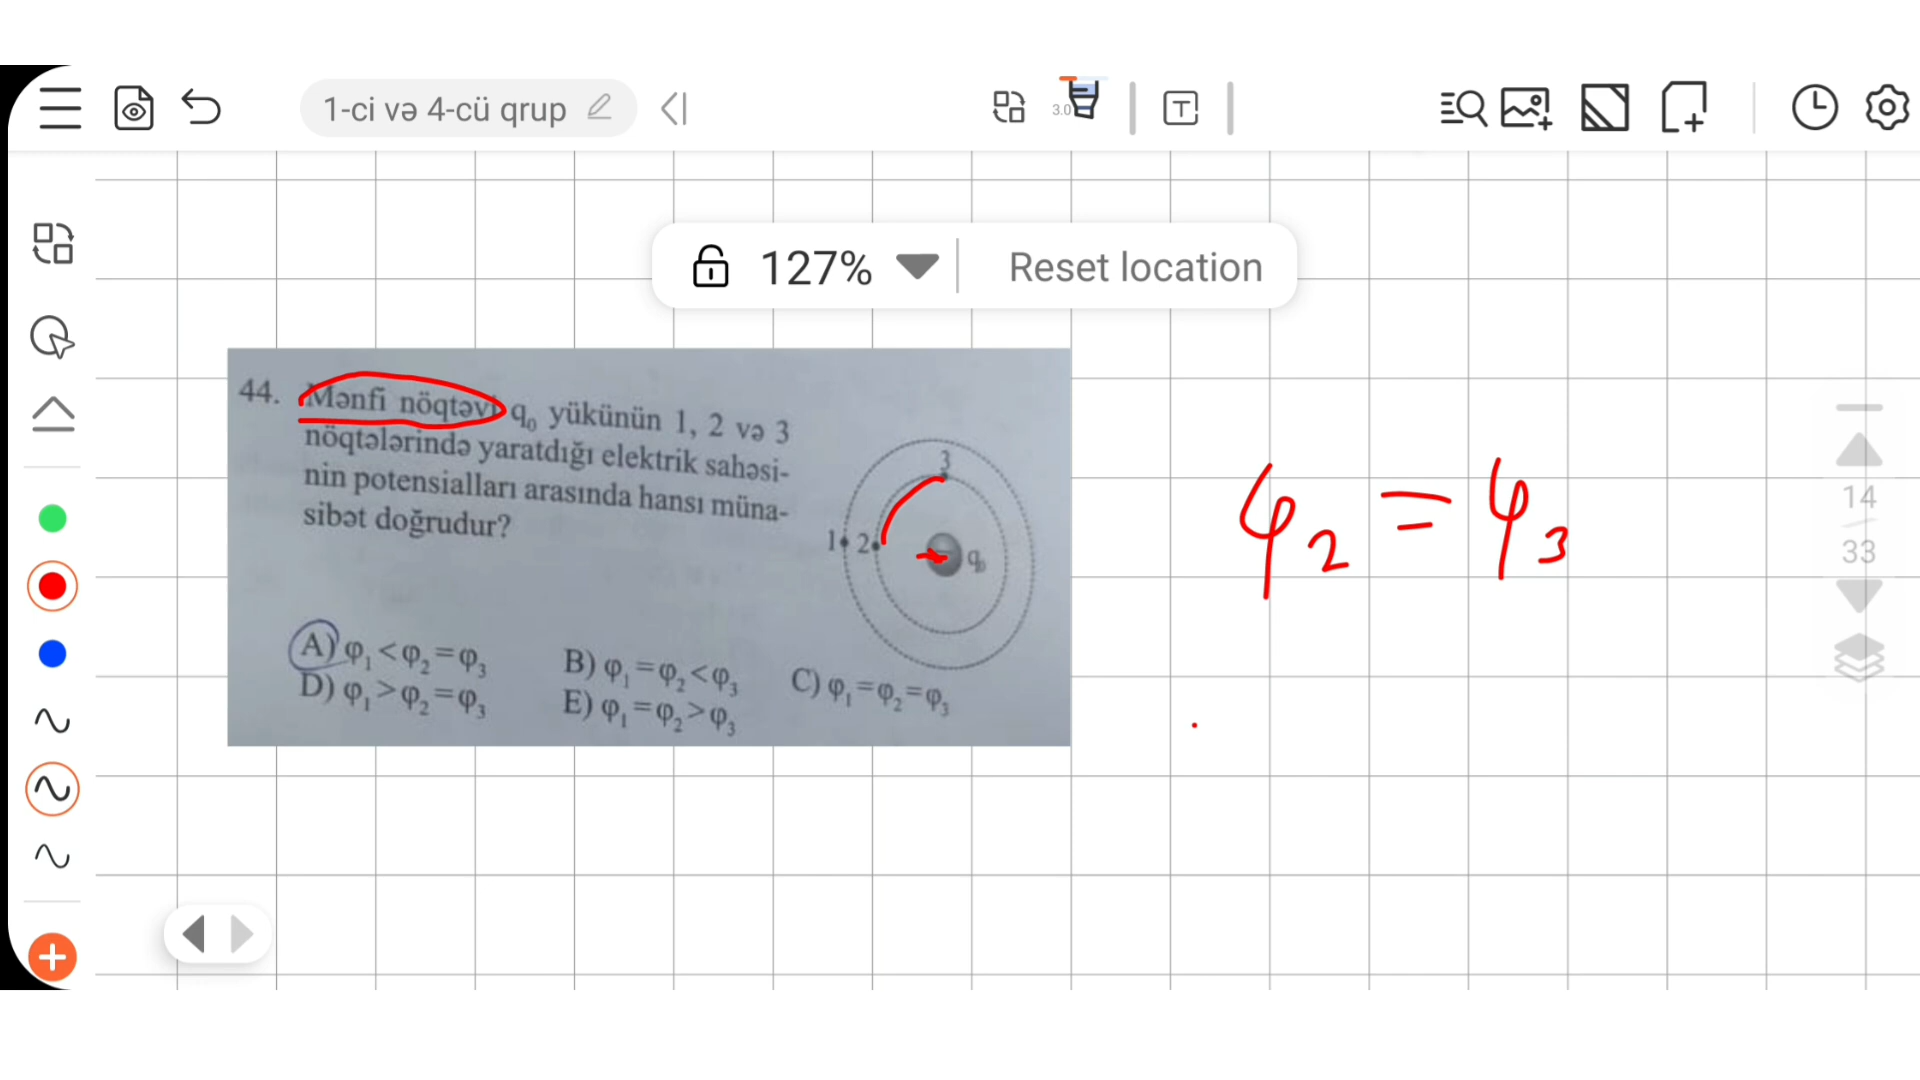 1-ci və 4-cü qrup
3.0
T
127% Reset location
44. Mənfi nöqtəvi q₀ yükünün 1, 2 və 3
nöqtələrində yaratdığı elektrik sahəsi-
nin potensialları arasında hansı müna-
sibət doğrudur?
3
1 2
q₀
A) φ₁<φ₂=φ₃ B) φ₁=φ₂<φ₃ C) φ₁=φ₂=φ₃
D) φ₁>φ₂=φ₃ E) φ₁=φ₂>φ₃
φ₂ = φ₃
14
33